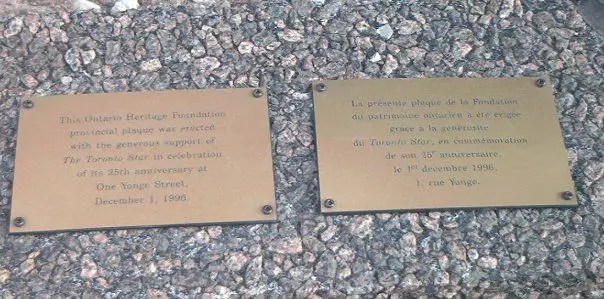 This Ontario Heritage Foundation
provincial plaque was erected
with the generous support of
The Toronto Star in celebration
of its 25th anniversary at
One Yonge Street,
December 1, 1996.
La présente plaque de la Fondation
du patrimoine ontarien a été érigée
grâce à la générosité
du Toronto Star, en commémoration
de son 25e anniversaire,
le 1er décembre 1996,
1, rue Yonge.